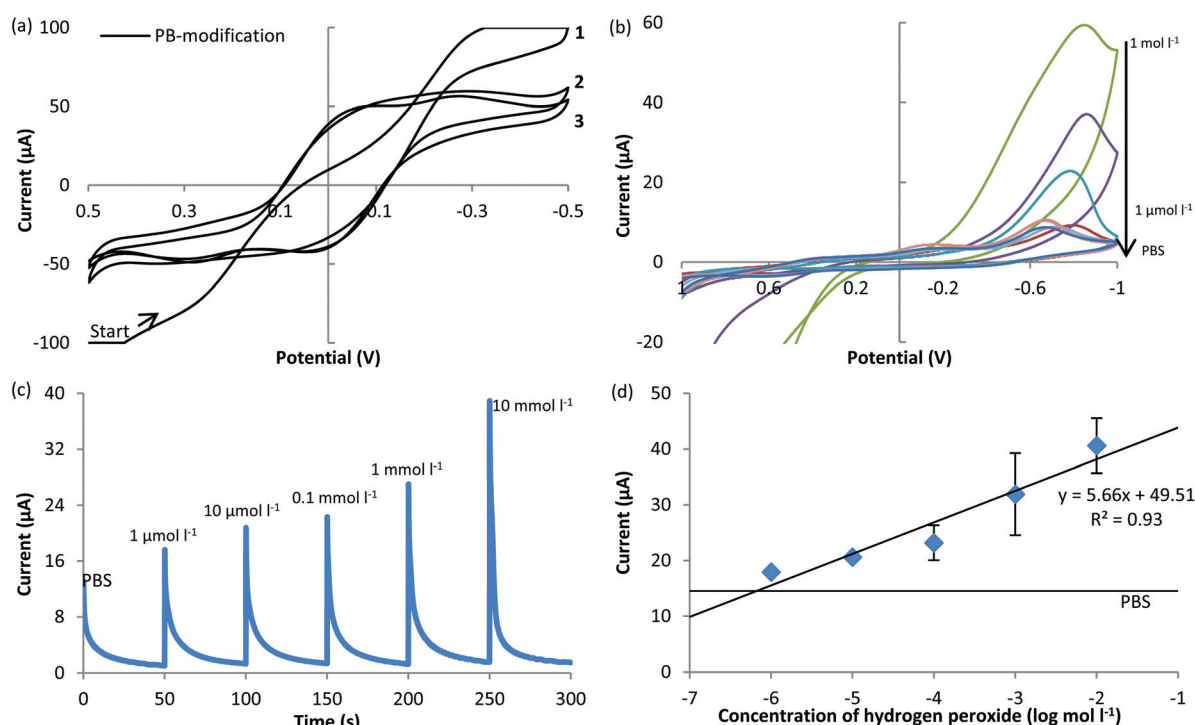 (a)
PB-modification
100
50
0
-50
-100
0.5
0.3
0.1
0.1
-0.3
-0.5
1
2
3
Start
Current (µA)
Potential (V)
(b)
60
40
20
0
-20
1
0.6
0.2
-0.2
-0.6
-1
1 mol l-1
1 µmol l-1
PBS
Current (µA)
Potential (V)
(c)
40
32
24
16
8
0
0
50
100
150
200
250
300
PBS
1 µmol l-1
10 µmol l-1
0.1 mmol l-1
1 mmol l-1
10 mmol l-1
Current (µA)
Time (s)
(d)
50
40
30
20
10
0
-7
-6
-5
-4
-3
-2
-1
y = 5.66x + 49.51
R² = 0.93
PBS
Current (µA)
Concentration of hydrogen peroxide (log mol l-1)